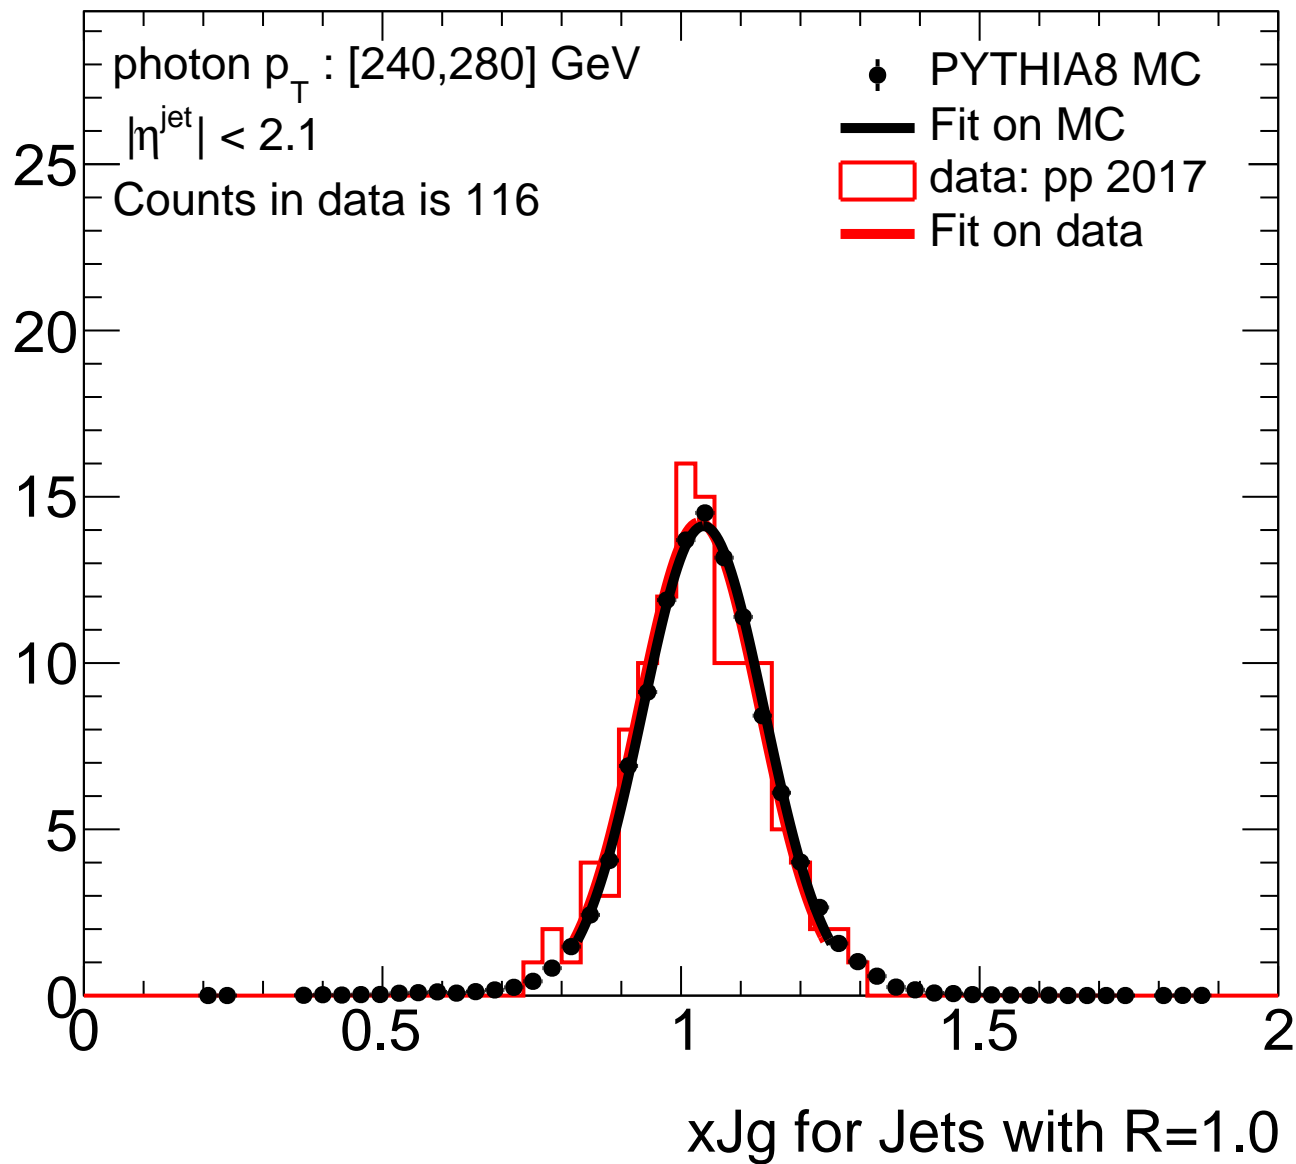 photon p_T : [240,280] GeV
|η^jet| < 2.1
Counts in data is 116
PYTHIA8 MC
Fit on MC
data: pp 2017
Fit on data
25
20
15
10
5
0
0 0.5 1 1.5 2
xJg for Jets with R=1.0